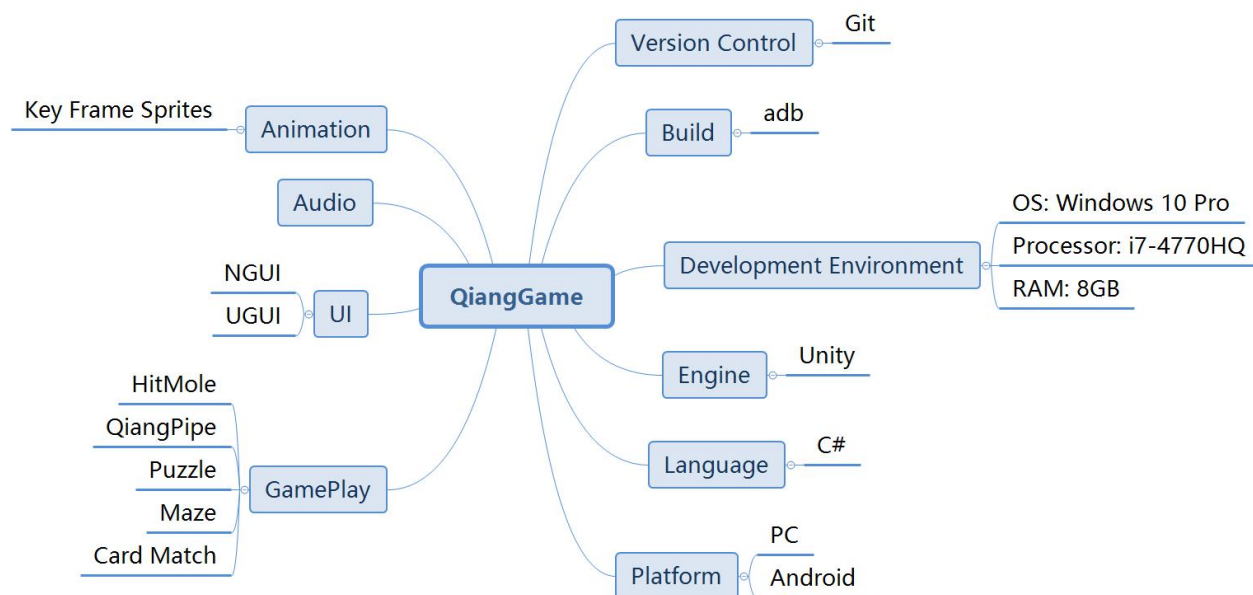 QiangGame
Version Control
Git
Build
adb
Development Environment
OS: Windows 10 Pro
Processor: i7-4770HQ
RAM: 8GB
Engine
Unity
Language
C#
Platform
PC
Android
Animation
Key Frame Sprites
Audio
UI
NGUI
UGUI
GamePlay
HitMole
QiangPipe
Puzzle
Maze
Card Match